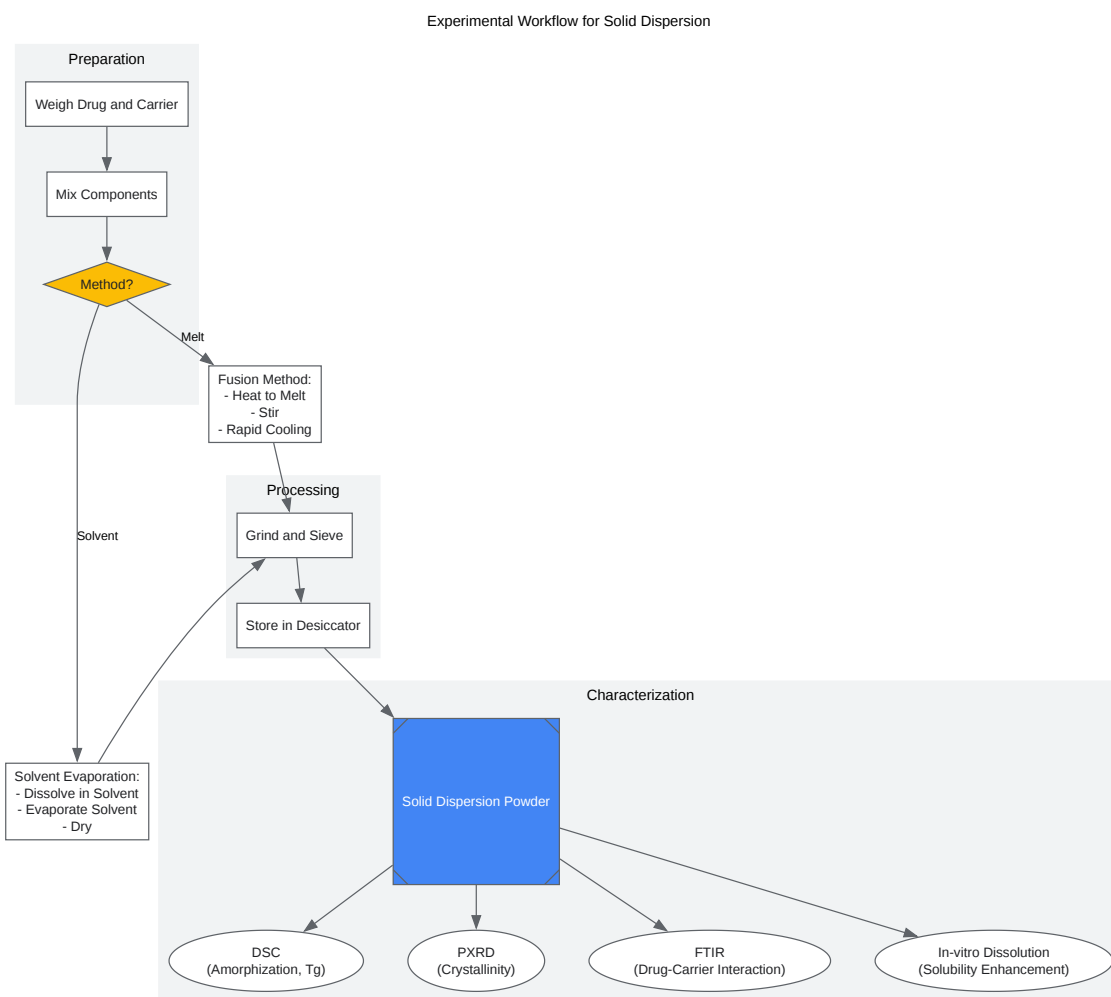 Experimental Workflow for Solid Dispersion
Preparation
Weigh Drug and Carrier
Mix Components
Method?
Melt
Fusion Method:
- Heat to Melt
- Stir
- Rapid Cooling
Processing
Grind and Sieve
Solvent
Store in Desiccator
Characterization
Solvent Evaporation:
- Dissolve in Solvent
- Evaporate Solvent
- Dry
Solid Dispersion Powder
DSC
(Amorphization, Tg)
PXRD
(Crystallinity)
FTIR
(Drug-Carrier Interaction)
In-vitro Dissolution
(Solubility Enhancement)